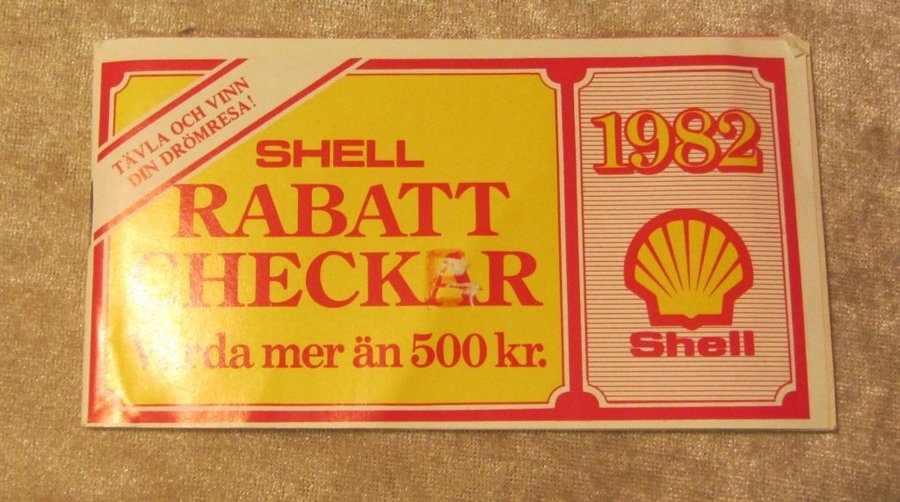 TÄVLA OCH VINN
DIN DRÖMRESA!
SHELL
RABATT
CHECKAR
Värda mer än 500 kr.
1982
Shell